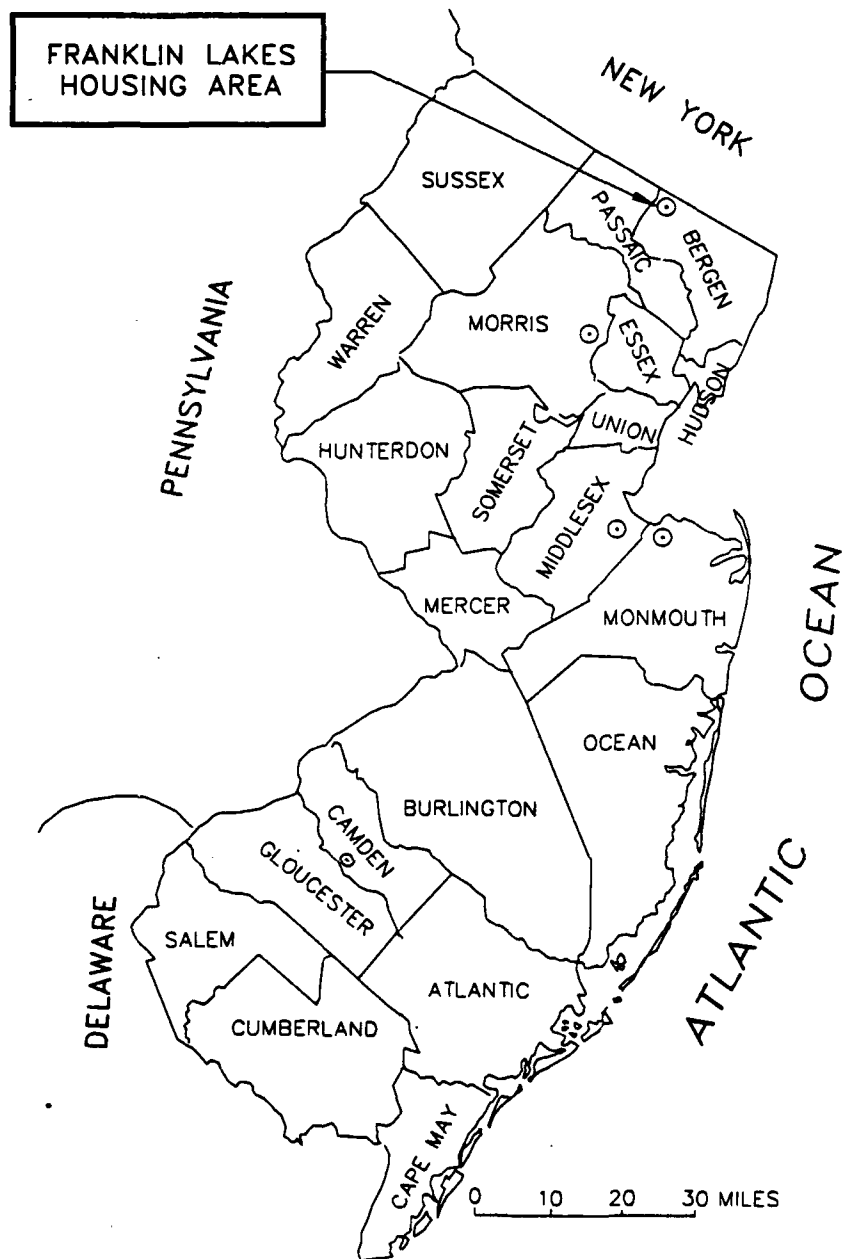 FRANKLIN LAKES
HOUSING AREA
NEW YORK
SUSSEX
PASSAIC
BERGEN
PENNSYLVANIA
WARREN
MORRIS
ESSEX
HUDSON
UNION
HUNTERDON
SOMERSET
MIDDLESEX
MERCER
MONMOUTH
OCEAN
OCEAN
BURLINGTON
CAMDEN
GLOUCESTER
ATLANTIC
DELAWARE
SALEM
ATLANTIC
CUMBERLAND
CAPE MAY
0 10 20 30 MILES